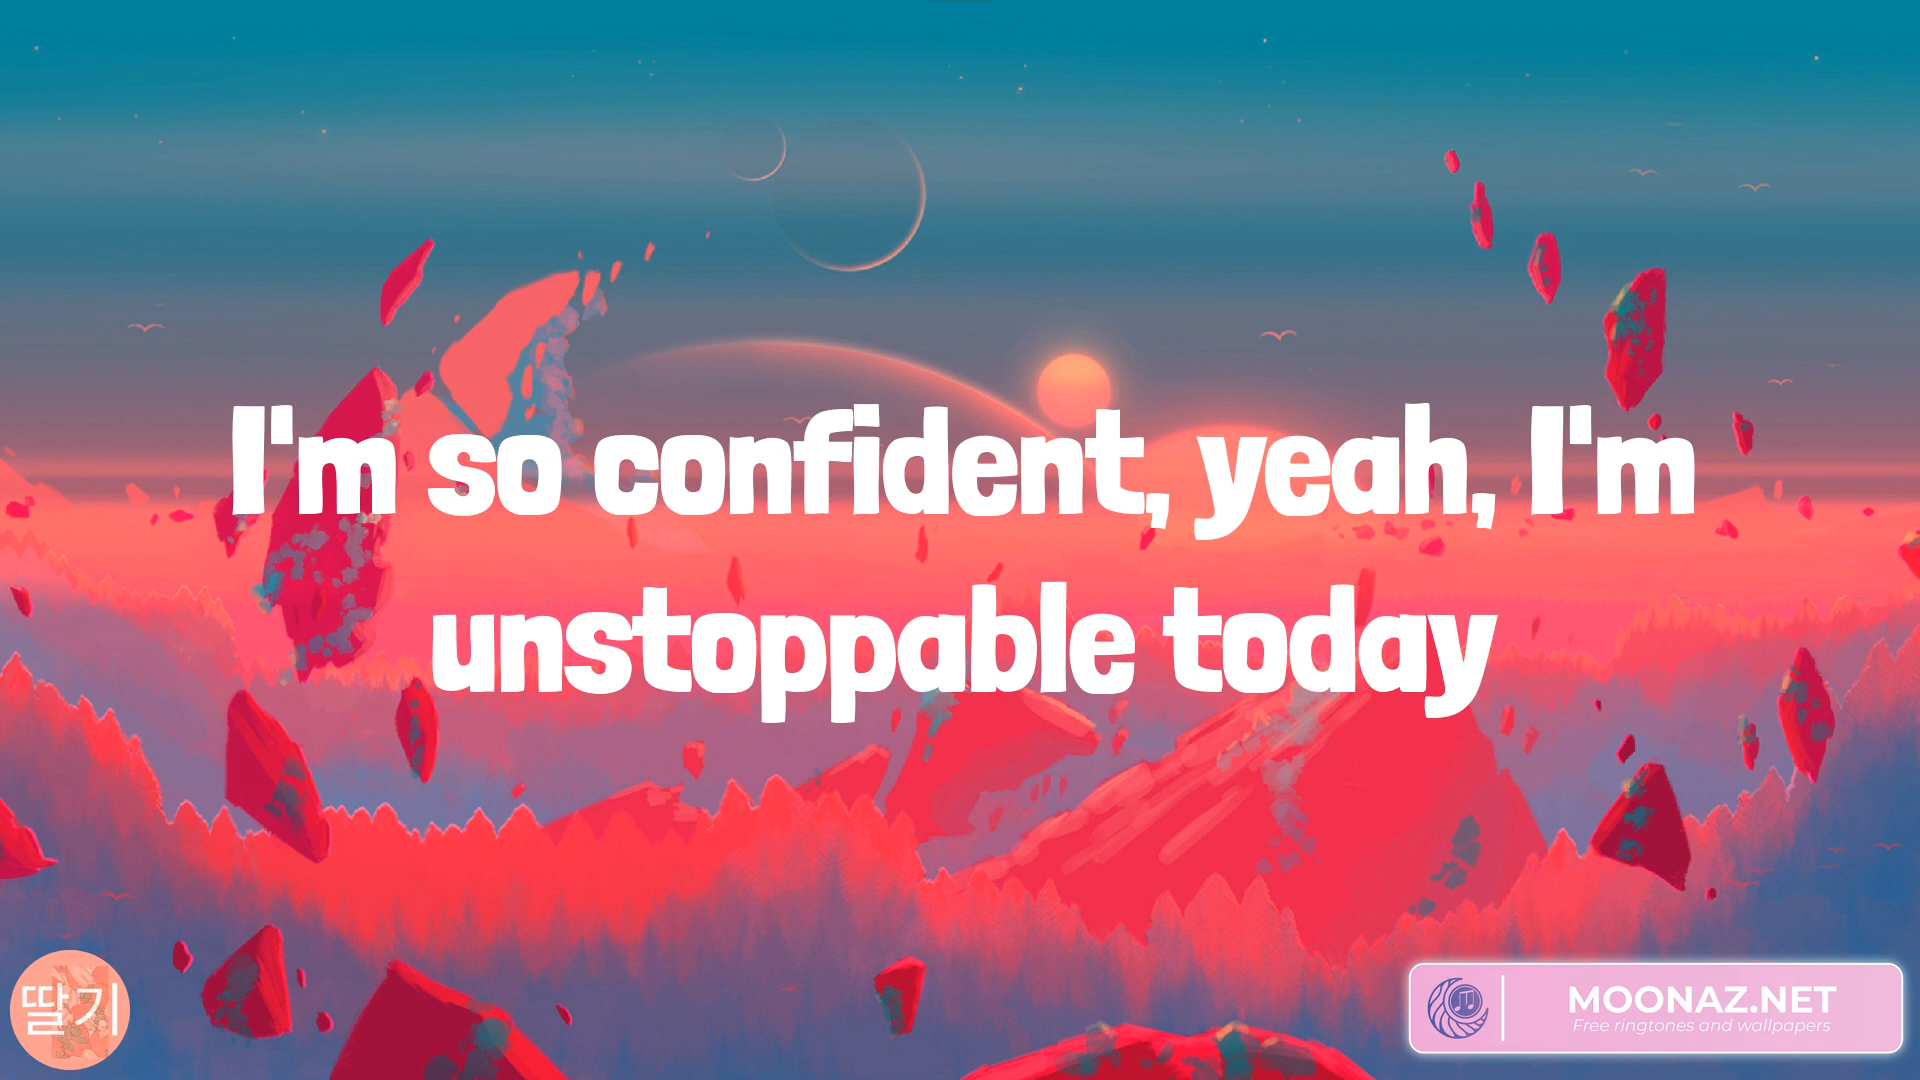 I'm so confident, yeah, I'm
unstoppable today
딸기
MOONAZ.NET
Free ringtones and wallpapers